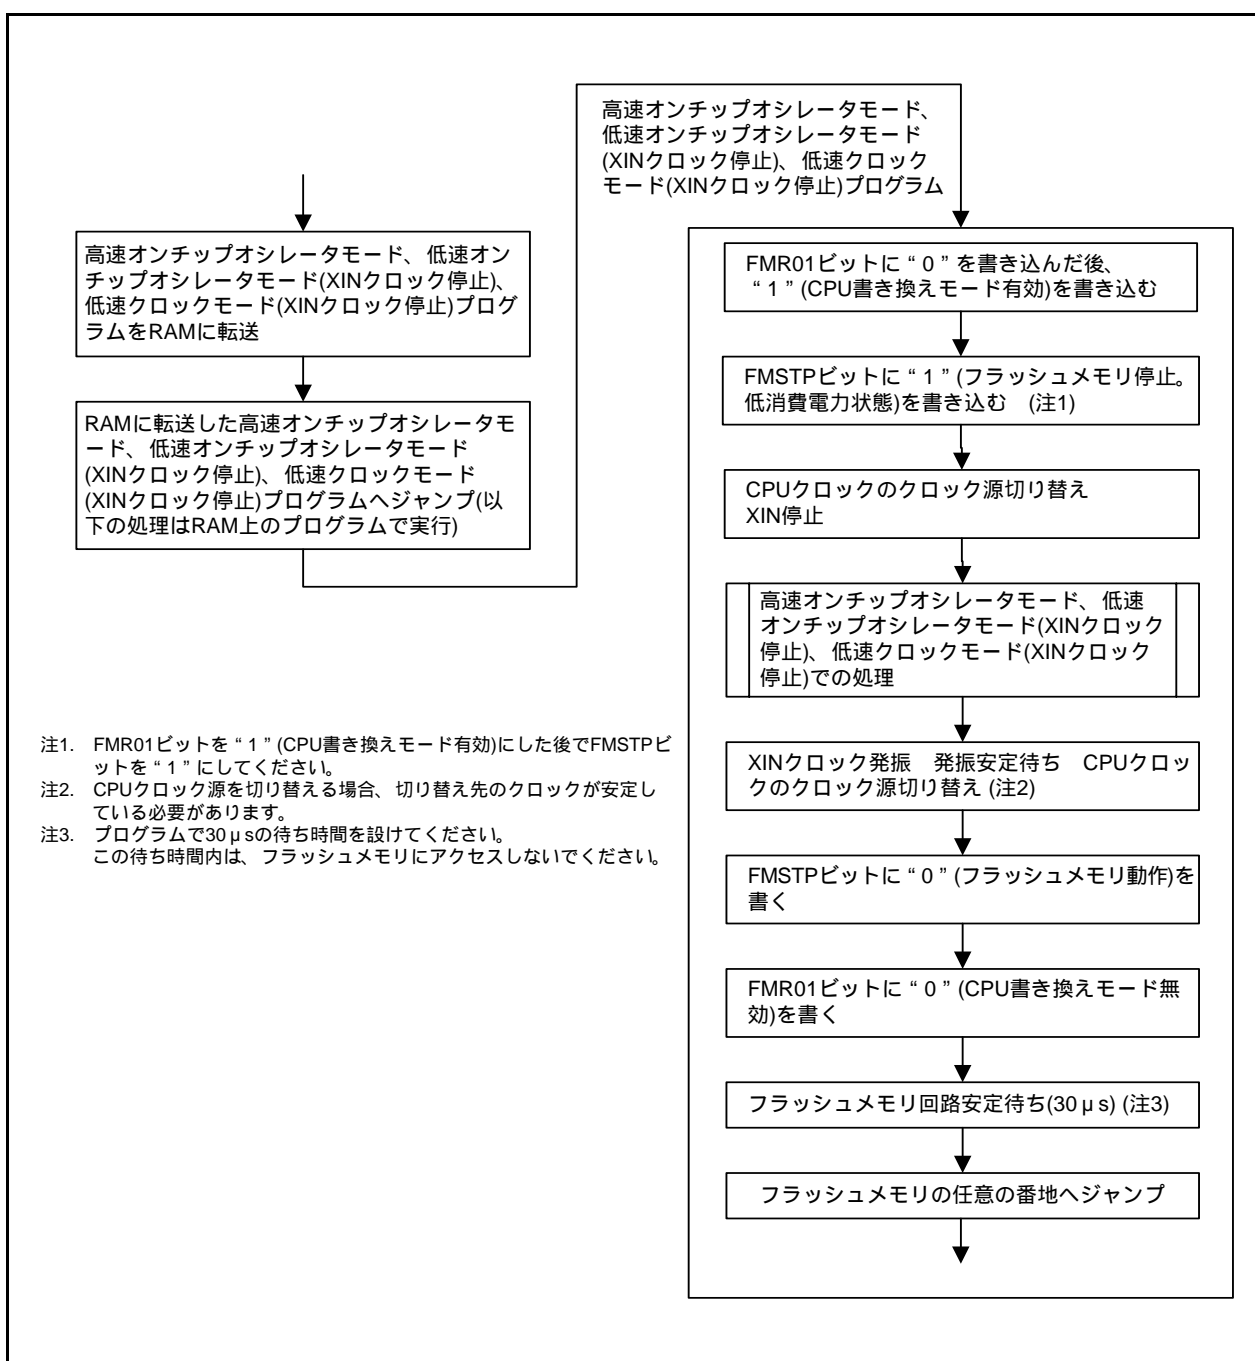 高速オンチップオシレータモード、低速オン
チップオシレータモード(XINクロック停止)、
低速クロックモード(XINクロック停止)プログ
ラムをRAMに転送
RAMに転送した高速オンチップオシレータモ
ード、低速オンチップオシレータモード
(XINクロック停止)、低速クロックモード
(XINクロック停止)プログラムへジャンプ(以
下の処理はRAM上のプログラムで実行)
高速オンチップオシレータモード、
低速オンチップオシレータモード
(XINクロック停止)、低速クロック
モード(XINクロック停止)プログラム
FMR01ビットに“0”を書き込んだ後、
“1”(CPU書き換えモード有効)を書き込む
FMSTPビットに“1”(フラッシュメモリ停止。
低消費電力状態)を書き込む (注1)
CPUクロックのクロック源切り替え
XIN停止
高速オンチップオシレータモード、低速
オンチップオシレータモード(XINクロック
停止)、低速クロックモード(XINクロック
停止)での処理
XINクロック発振 発振安定待ち CPUクロッ
クのクロック源切り替え (注2)
FMSTPビットに“0”(フラッシュメモリ動作)を
書く
FMR01ビットに“0”(CPU書き換えモード無
効)を書く
フラッシュメモリ回路安定待ち(30μs) (注3)
フラッシュメモリの任意の番地へジャンプ
注1. FMR01ビットを“1”(CPU書き換えモード有効)にした後でFMSTPビ
ットを“1”にしてください。
注2. CPUクロック源を切り替える場合、切り替え先のクロックが安定し
ている必要があります。
注3. プログラムで30μsの待ち時間を設けてください。
この待ち時間内は、フラッシュメモリにアクセスしないでください。